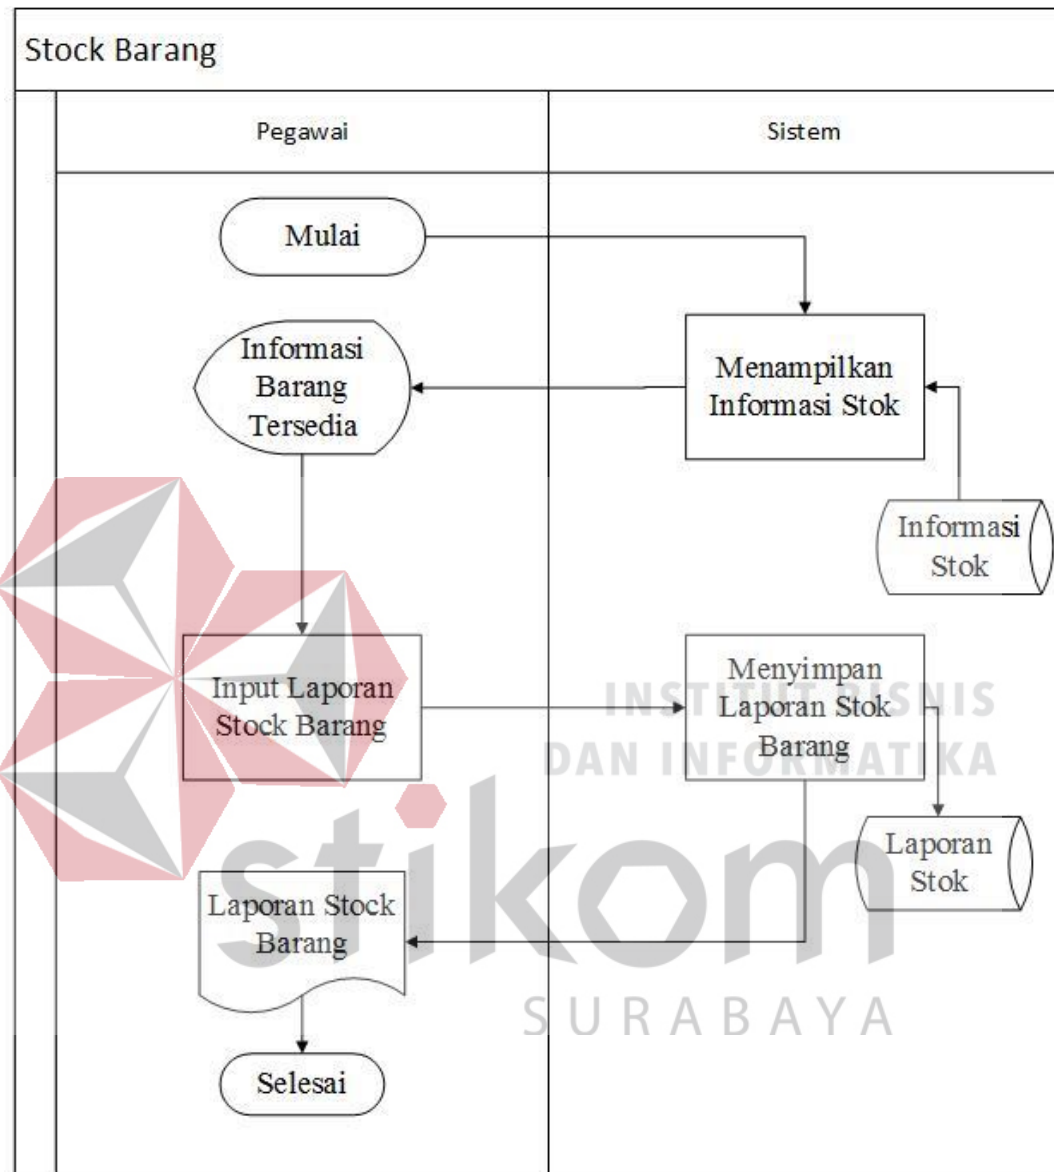 Stock Barang
Pegawai
Sistem
Mulai
Menampilkan
Informasi Stok
Informasi
Barang
Tersedia
Informasi
Stok
Input Laporan
Stock Barang
Menyimpan
Laporan Stok
Barang
Laporan
Stok
Laporan Stock
Barang
Selesai
INSTITUT BISNIS
DAN INFORMATIKA
stikom
SURABAYA